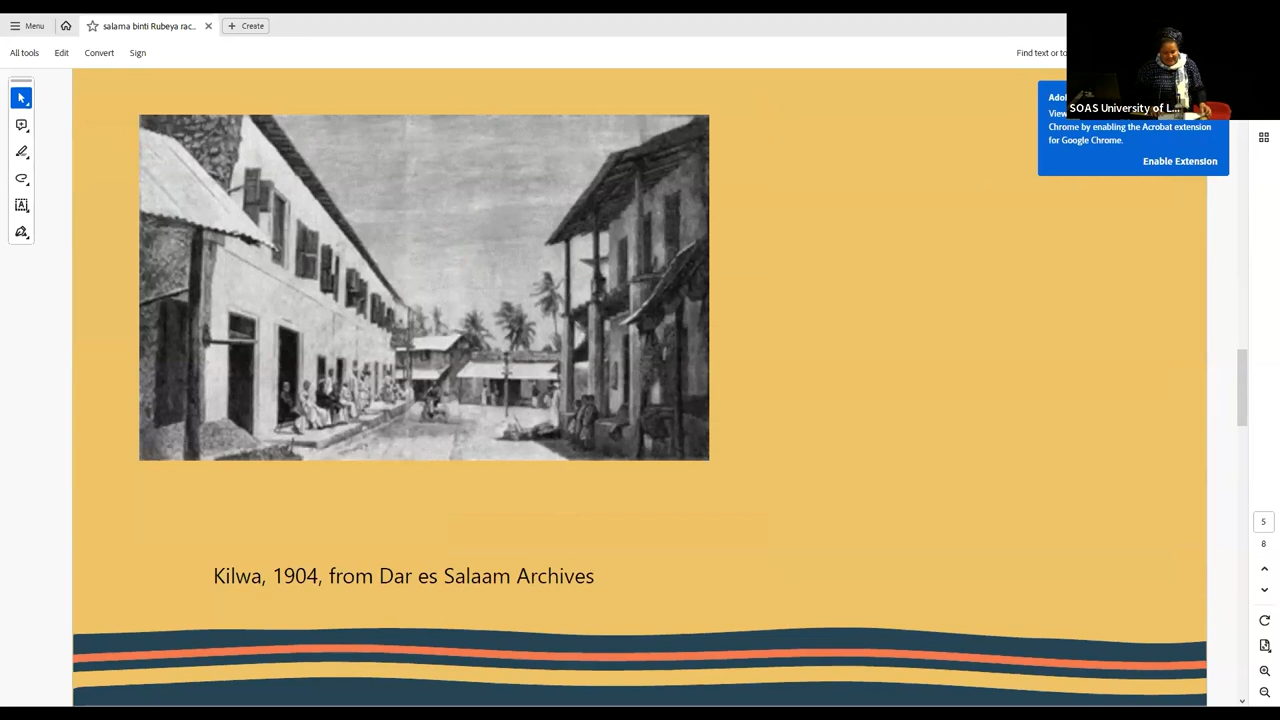 Menu
salama binti Rubeya rac...
Create
All tools
Edit
Convert
Sign
Find text or to
SOAS University of L...
Chrome by enabling the Acrobat extension
for Google Chrome.
Enable Extension
Kilwa, 1904, from Dar es Salaam Archives
5
8